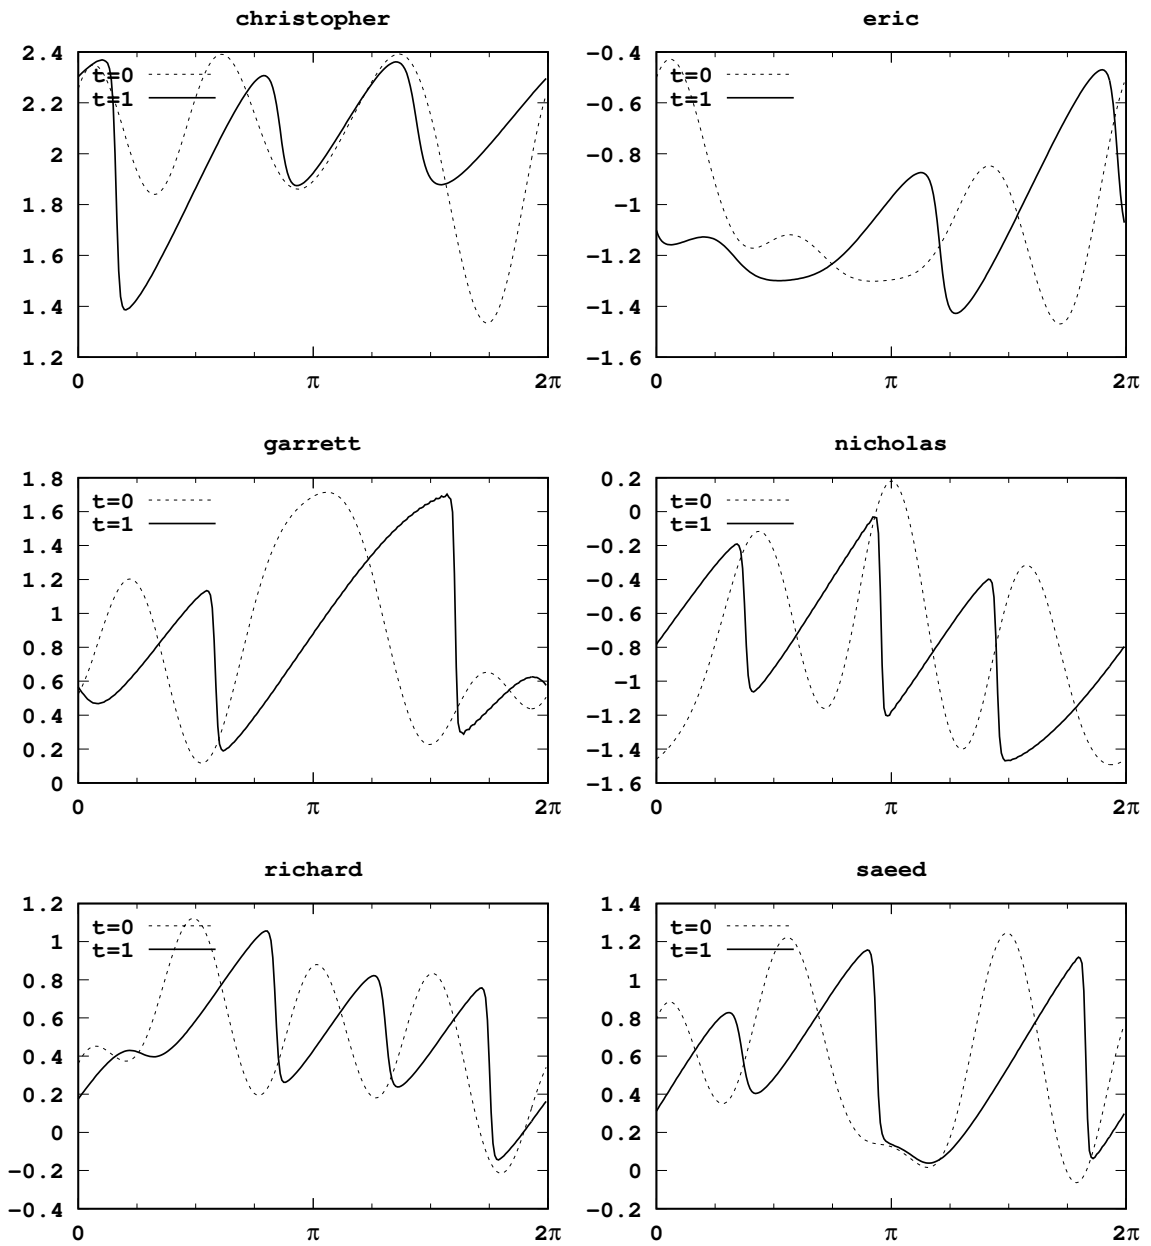 christopher
2.4
2.2
2
1.8
1.6
1.4
1.2
t=0
t=1
0 π 2π
eric
−0.4
−0.6
−0.8
−1
−1.2
−1.4
−1.6
t=0
t=1
0 π 2π
garrett
1.8
1.6
1.4
1.2
1
0.8
0.6
0.4
0.2
0
t=0
t=1
0 π 2π
nicholas
0.2
0
−0.2
−0.4
−0.6
−0.8
−1
−1.2
−1.4
−1.6
t=0
t=1
0 π 2π
richard
1.2
1
0.8
0.6
0.4
0.2
0
−0.2
−0.4
t=0
t=1
0 π 2π
saeed
1.4
1.2
1
0.8
0.6
0.4
0.2
0
−0.2
t=0
t=1
0 π 2π